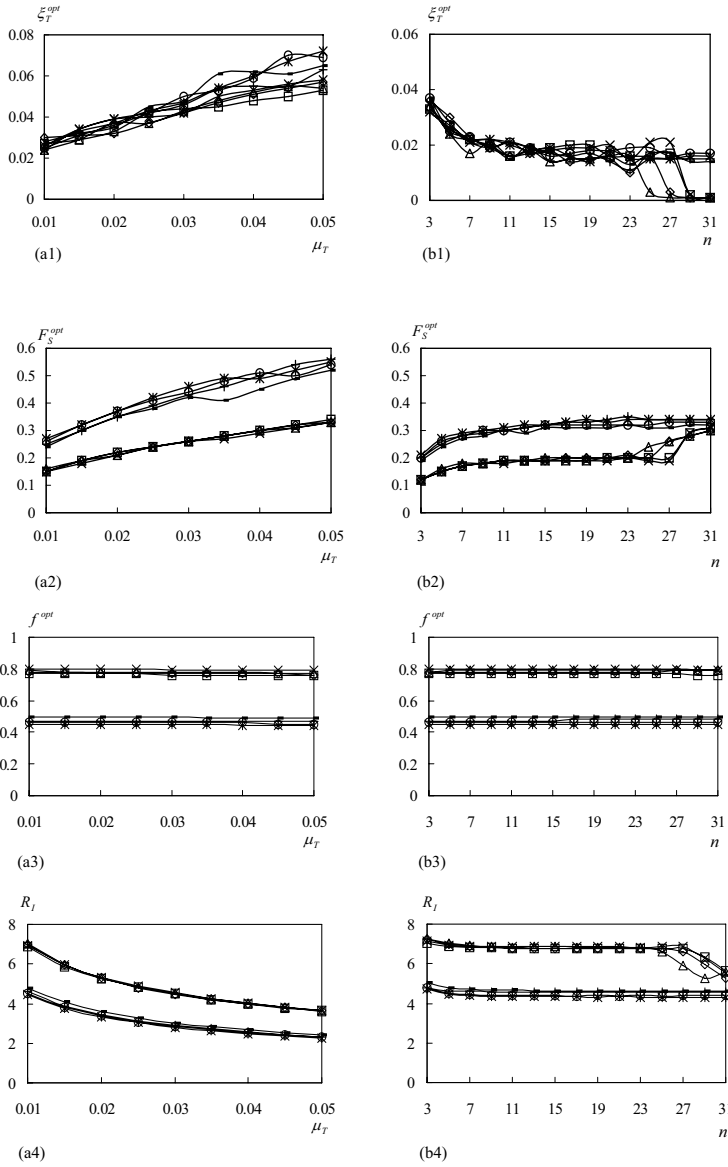 ξ_T^opt
0.08
0.06
0.04
0.02
0
0.01 0.02 0.03 0.04 0.05
μ_T
(a1)
ξ_T^opt
0.06
0.04
0.02
0
3 7 11 15 19 23 27 31
n
(b1)
F_S^opt
0.6
0.5
0.4
0.3
0.2
0.1
0
0.01 0.02 0.03 0.04 0.05
μ_T
(a2)
F_S^opt
0.6
0.5
0.4
0.3
0.2
0.1
0
3 7 11 15 19 23 27 31
n
(b2)
f^opt
1
0.8
0.6
0.4
0.2
0
0.01 0.02 0.03 0.04 0.05
μ_T
(a3)
f^opt
1
0.8
0.6
0.4
0.2
0
3 7 11 15 19 23 27 31
n
(b3)
R_I
8
6
4
2
0
0.01 0.02 0.03 0.04 0.05
μ_T
(a4)
R_I
8
6
4
2
0
3 7 11 15 19 23 27 3
n
(b4)